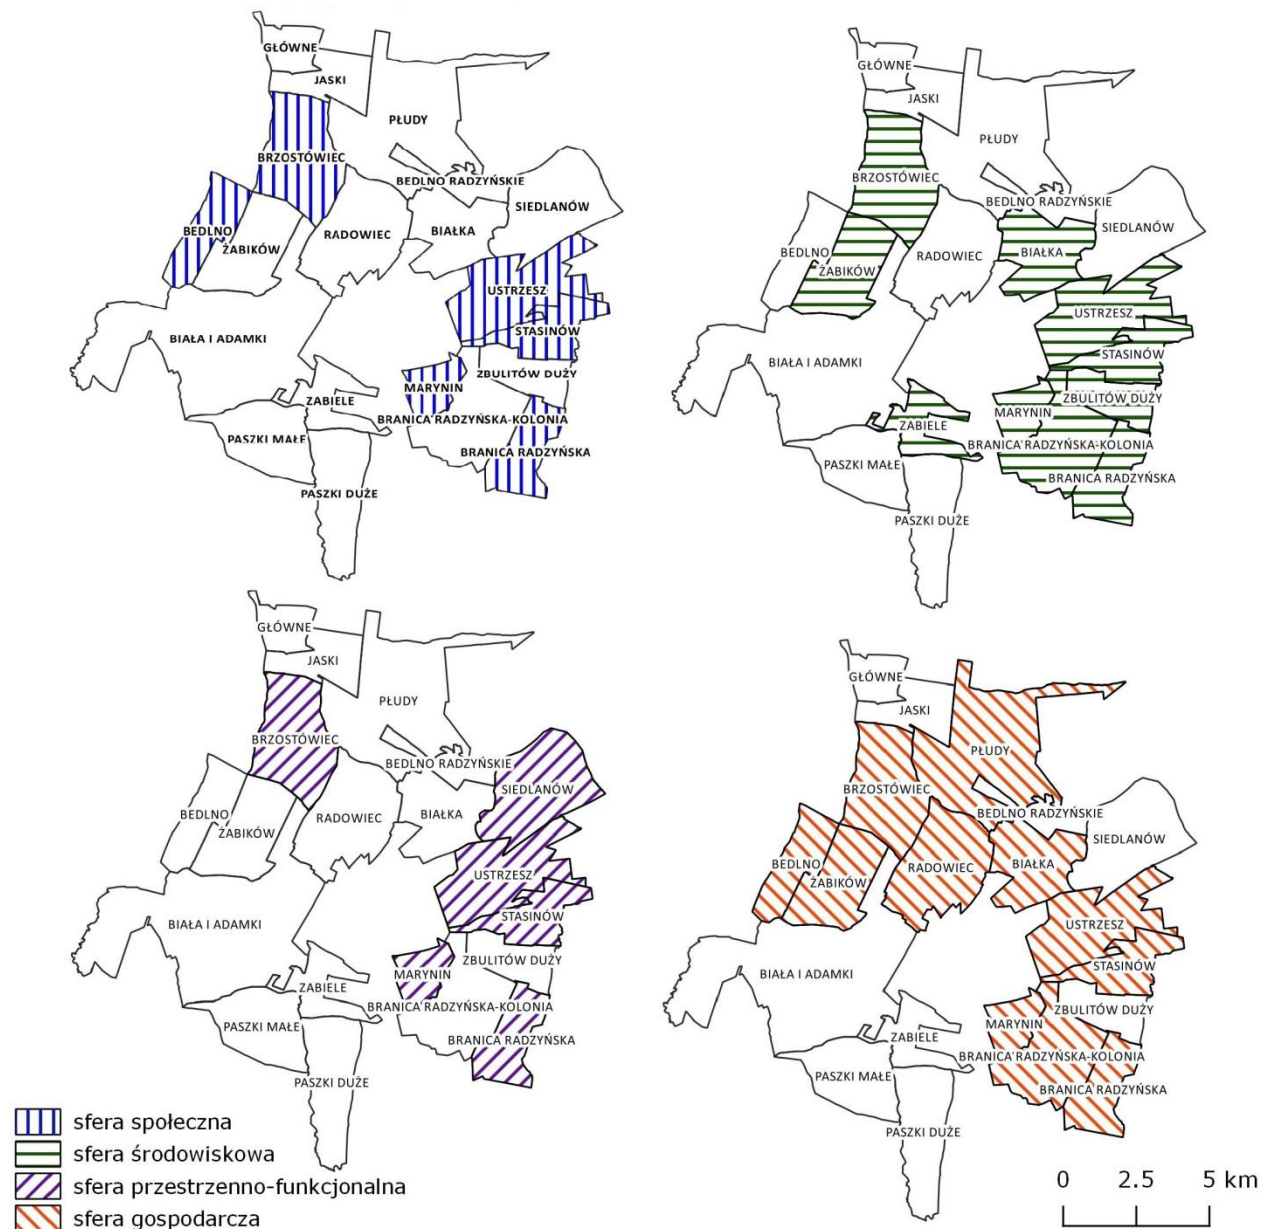 GŁÓWNE
JASKI
PŁUDY
BRZOSTÓWIEC
BEDLNO RADZYŃSKIE
SIEDLANÓW
BEDLNO
ŻABIKÓW
RADOWIEC
BIAŁKA
USTRZESZ
STASINÓW
BIAŁA I ADAMKI
ZBULITÓW DUŻY
MARYNIN
ZABIELE
BRANICA RADZYŃSKA-KOLONIA
PASZKI MAŁE
BRANICA RADZYŃSKA
PASZKI DUŻE
GŁÓWNE
JASKI
PŁUDY
BRZOSTÓWIEC
BEDLNO RADZYŃSKIE
SIEDLANÓW
BEDLNO
ŻABIKÓW
RADOWIEC
BIAŁKA
USTRZESZ
STASINÓW
BIAŁA I ADAMKI
ZBULITÓW DUŻY
MARYNIN
ZABIELE
BRANICA RADZYŃSKA-KOLONIA
PASZKI MAŁE
BRANICA RADZYŃSKA
PASZKI DUŻE
GŁÓWNE
JASKI
PŁUDY
BRZOSTÓWIEC
BEDLNO RADZYŃSKIE
SIEDLANÓW
BEDLNO
ŻABIKÓW
RADOWIEC
BIAŁKA
USTRZESZ
STASINÓW
BIAŁA I ADAMKI
ZBULITÓW DUŻY
MARYNIN
ZABIELE
BRANICA RADZYŃSKA-KOLONIA
PASZKI MAŁE
BRANICA RADZYŃSKA
PASZKI DUŻE
GŁÓWNE
JASKI
PŁUDY
BRZOSTÓWIEC
BEDLNO RADZYŃSKIE
SIEDLANÓW
BEDLNO
ŻABIKÓW
RADOWIEC
BIAŁKA
USTRZESZ
STASINÓW
BIAŁA I ADAMKI
ZBULITÓW DUŻY
MARYNIN
ZABIELE
BRANICA RADZYŃSKA-KOLONIA
PASZKI MAŁE
BRANICA RADZYŃSKA
PASZKI DUŻE
sfera społeczna
sfera środowiskowa
sfera przestrzenno-funkcjonalna
sfera gospodarcza
0 2.5 5 km